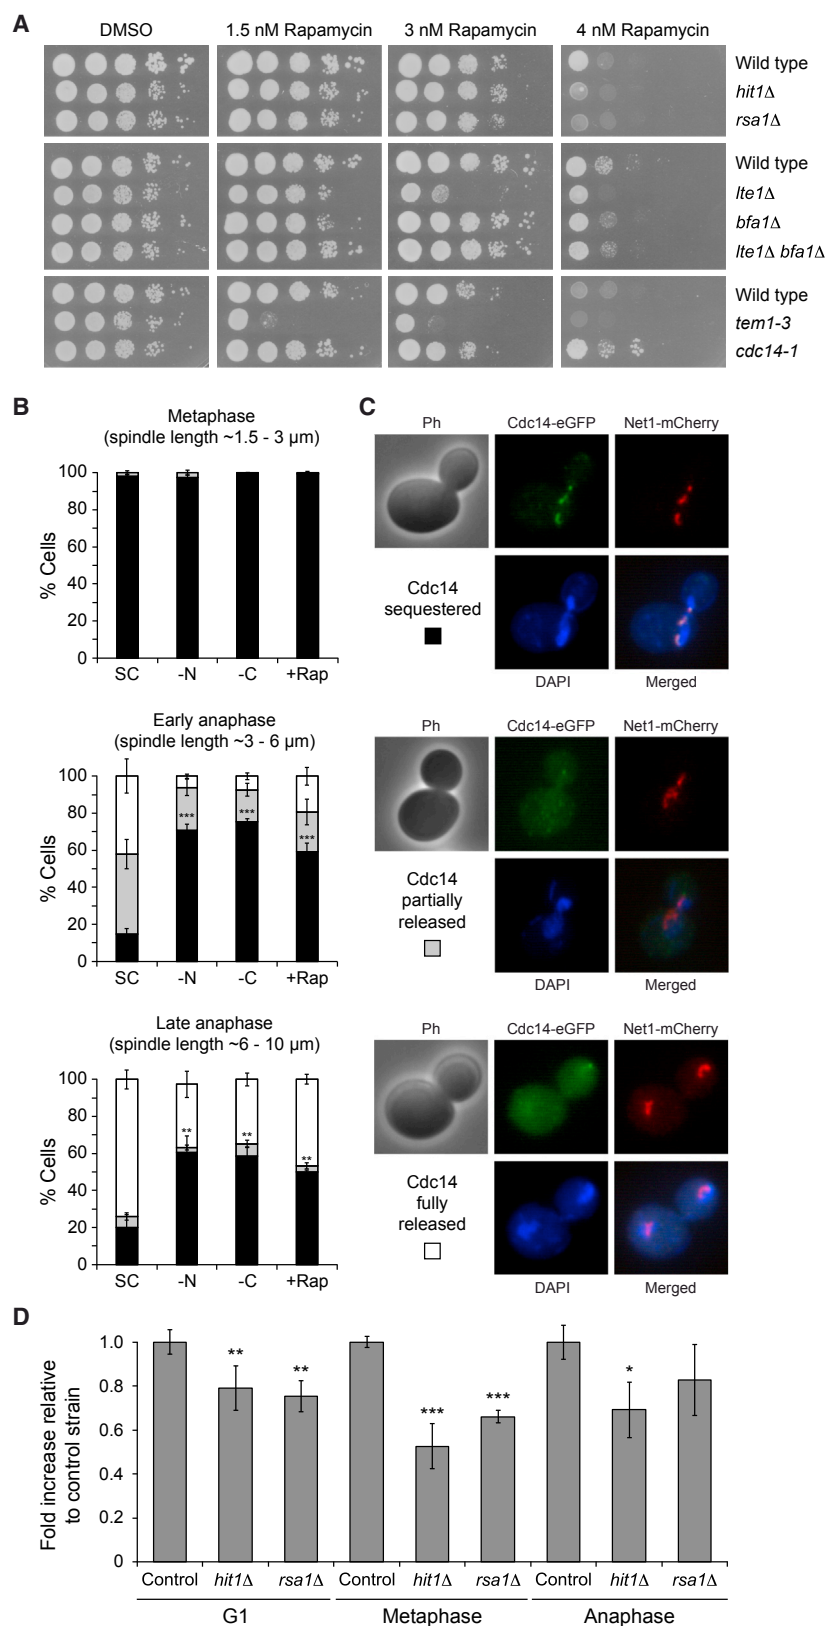 A
DMSO 1.5 nM Rapamycin 3 nM Rapamycin 4 nM Rapamycin
Wild type
hit1Δ
rsa1Δ
Wild type
lte1Δ
bfa1Δ
lte1Δ bfa1Δ
Wild type
tem1-3
cdc14-1
B
Metaphase
(spindle length ~1.5 - 3 µm)
% Cells
100
80
60
40
20
0
SC -N -C +Rap
Early anaphase
(spindle length ~3 - 6 µm)
% Cells
100
80
60
40
20
0
*** *** ***
SC -N -C +Rap
Late anaphase
(spindle length ~6 - 10 µm)
% Cells
100
80
60
40
20
0
** ** **
SC -N -C +Rap
C
Ph Cdc14-eGFP Net1-mCherry
Cdc14
sequestered
DAPI Merged
Ph Cdc14-eGFP Net1-mCherry
Cdc14
partially
released
DAPI Merged
Ph Cdc14-eGFP Net1-mCherry
Cdc14
fully
released
DAPI Merged
D
Fold increase relative
to control strain
1.0
0.8
0.6
0.4
0.2
0
** ** *** *** *
Control hit1Δ rsa1Δ Control hit1Δ rsa1Δ Control hit1Δ rsa1Δ
G1 Metaphase Anaphase